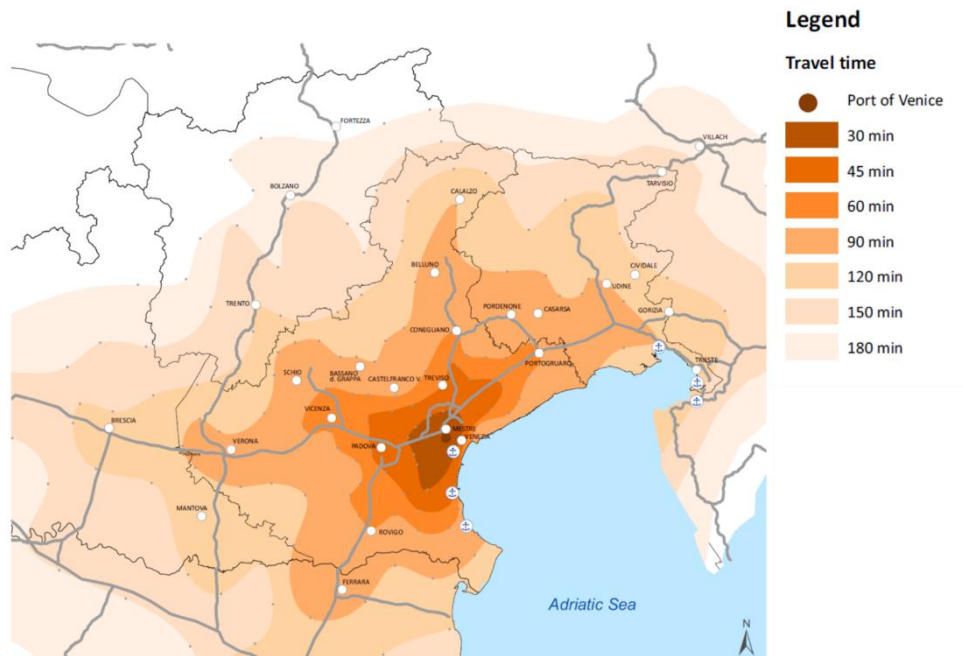 Legend
Travel time
Port of Venice
30 min
45 min
60 min
90 min
120 min
150 min
180 min
FORTEZZA
VILLACH
BOLZANO
CALALZO
TARVISIO
BELLUNO
CIVIDALE
UDINE
TRENTO
PORDENONE
CASARSA
GORIZIA
CONEGLIANO
PORTOGRUARO
TRIESTE
SCHIO
BASSANO
d. GRAPPA
CASTELFRANCO V.
TREVISO
VICENZA
BRESCIA
MESTRE
VENEZIA
VERONA
PADOVA
MANTOVA
ROVIGO
FERRARA
Adriatic Sea
N